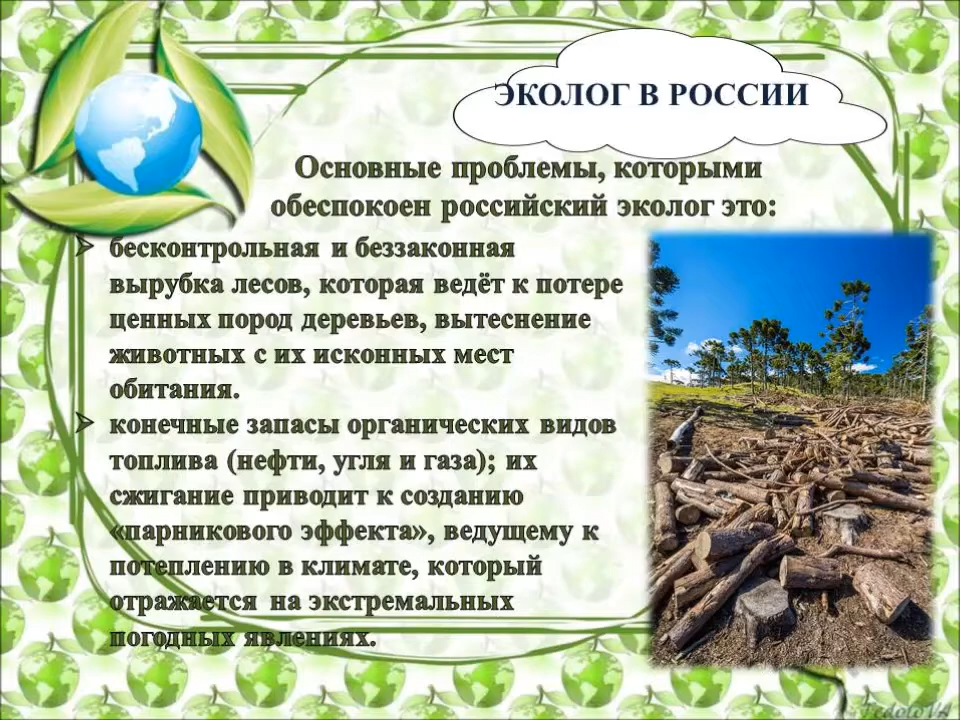 ЭКОЛОГ В РОССИИ
Основные проблемы, которыми
обеспокоен российский эколог это:
бесконтрольная и беззаконная
вырубка лесов, которая ведёт к потере
ценных пород деревьев, вытеснение
животных с их исконных мест
обитания.
конечные запасы органических видов
топлива (нефти, угля и газа); их
сжигание приводит к созданию
«парникового эффекта», ведущему к
потеплению в климате, который
отражается на экстремальных
погодных явлениях.